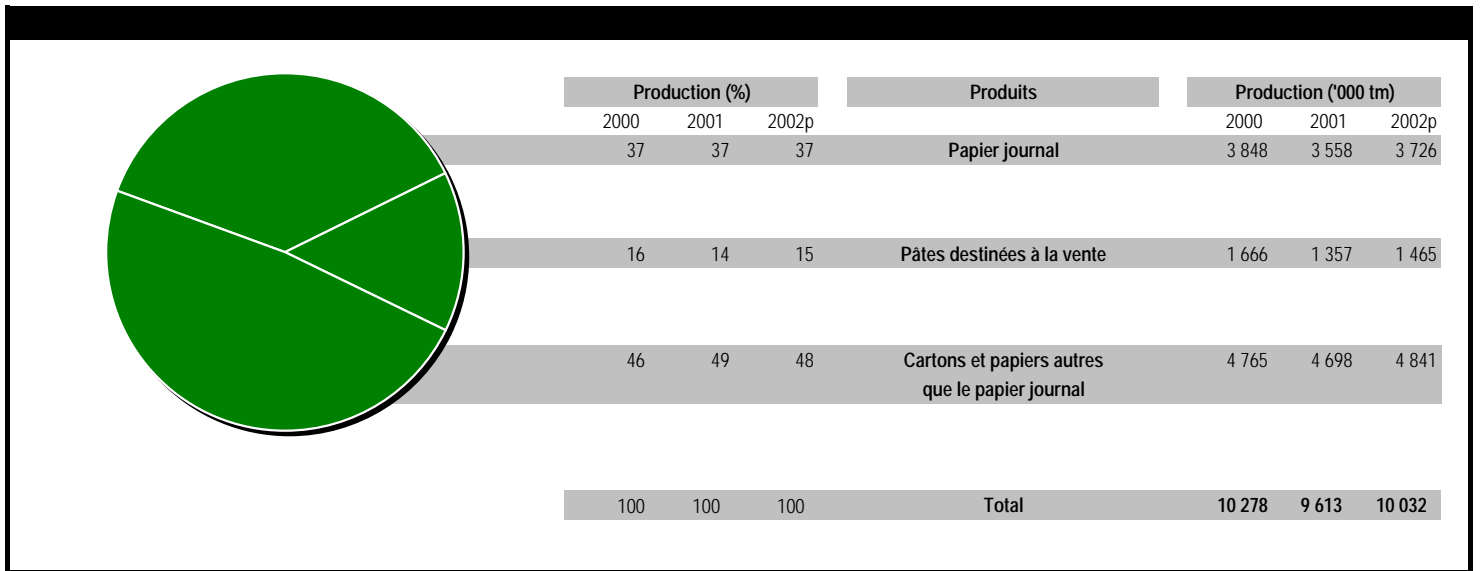 Production (%) Produits Production ('000 tm)
2000 2001 2002p 2000 2001 2002p
37 37 37 Papier journal 3 848 3 558 3 726
16 14 15 Pâtes destinées à la vente 1 666 1 357 1 465
46 49 48 Cartons et papiers autres 4 765 4 698 4 841
que le papier journal
100 100 100 Total 10 278 9 613 10 032